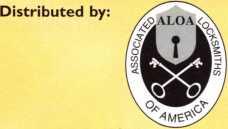 Distributed by:
ALOA
ASSOCIATED LOCKSMITHS
OF AMERICA